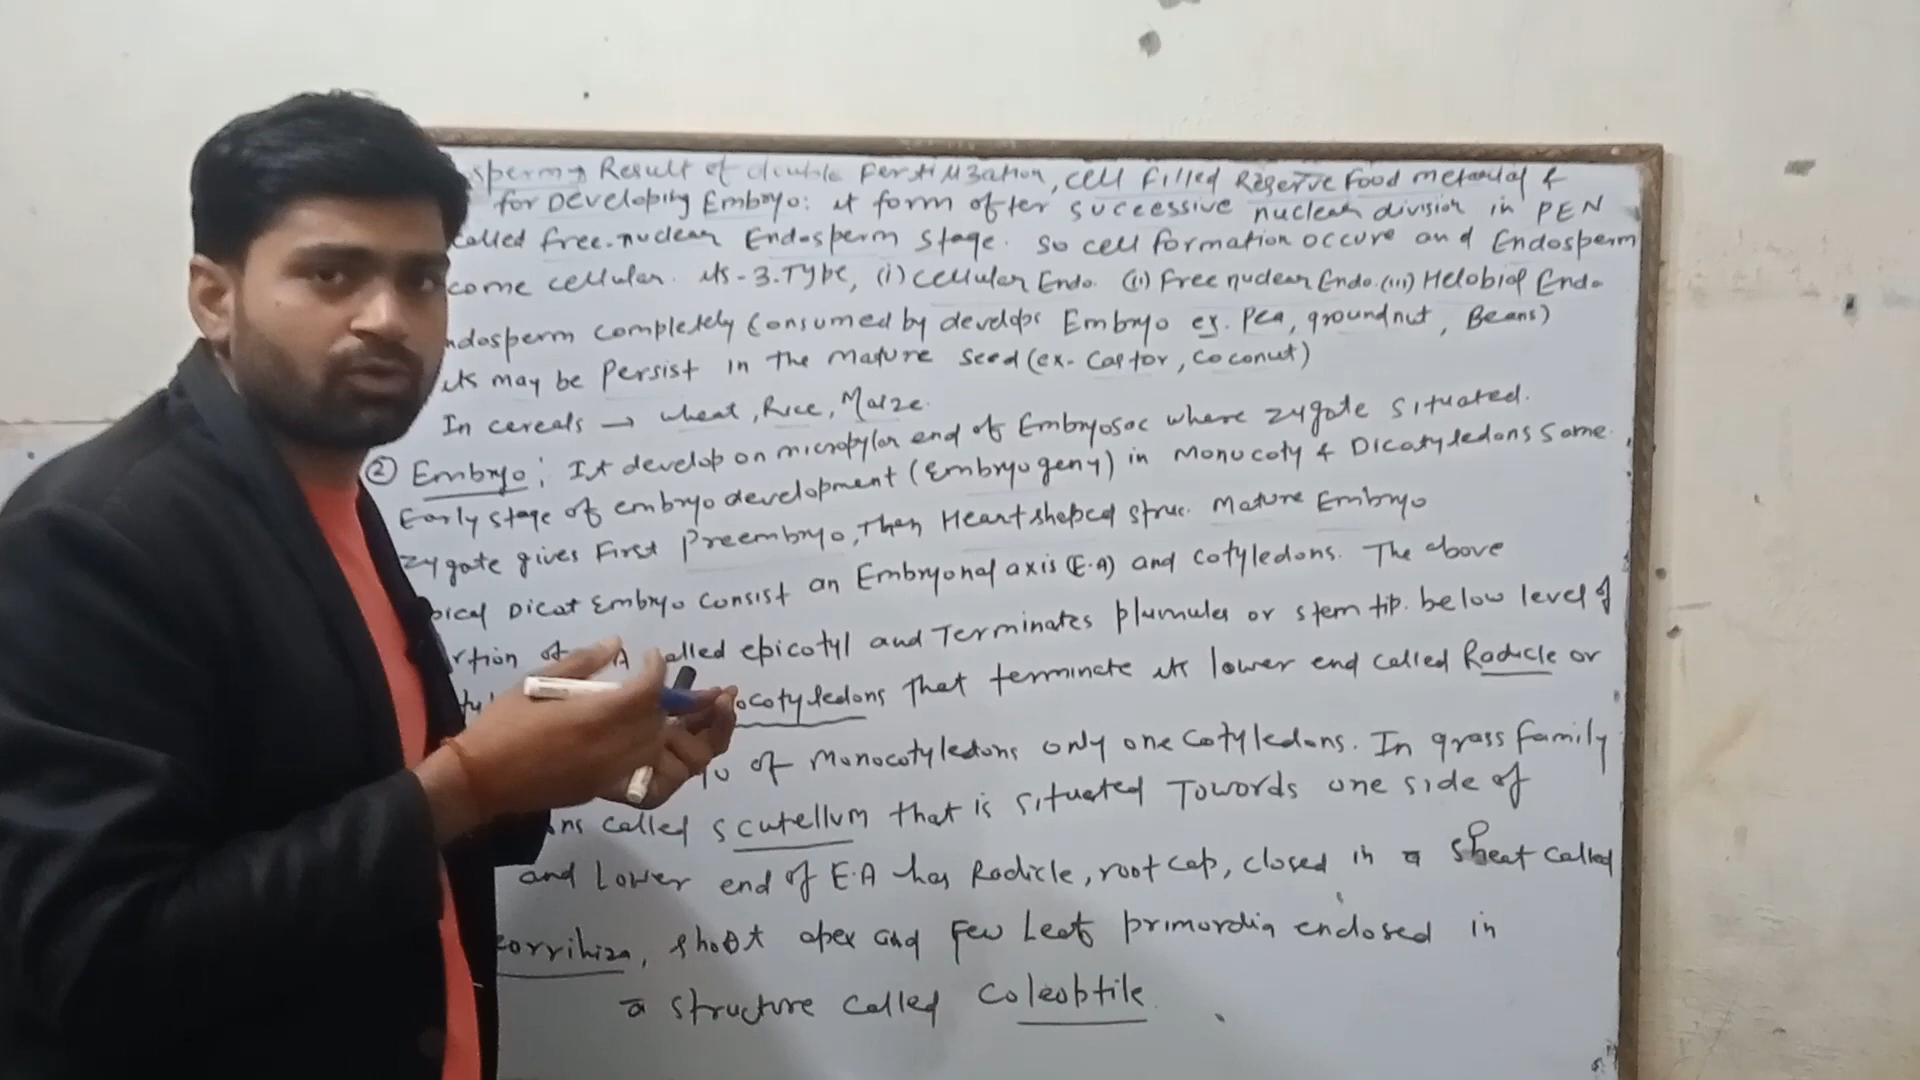 sperm→ Result of double Fertilization, cell filled Reserve Food meterial &
for Developing Embryo: it form after successive nuclear division in PEN
called free-nuclear Endosperm stage. so cell formation occure and Endosperm
come cellular. its-3.Type, (i) cellular Endo. (ii) Free nuclear Endo. (iii) Helobial Endo
ndosperm completely consumed by develops Embryo eg. Pea, groundnut, Beans)
its may be Persist in the mature seed (ex- Castor, coconut)
In cereals → wheat, Rice, Maize.
② Embryo: It develop on micropylar end of Embryosac where zygote situated.
Early stage of embryo development (Embryogeny) in Monocoty & Dicotyledons same.
zygote gives First Preembryo, Then Heart shaped struc. Mature Embryo
pical Dicot Embryo consist an Embryonal axis (E.A) and cotyledons. The above
rtion of A called epicotyl and Terminates plumules or stem tip. below level of
ocotyledons That terminate its lower end called Radicle or
yo of Monocotyledons only one cotyledons. In grass family
ns called scutellum that is situated Towords one side of
and Lower end of E.A has Radicle, root cap, closed in a Sheat called
eorrihiza, shoot apex and Few Leaf primordia enclosed in
a structure called Coleoptile